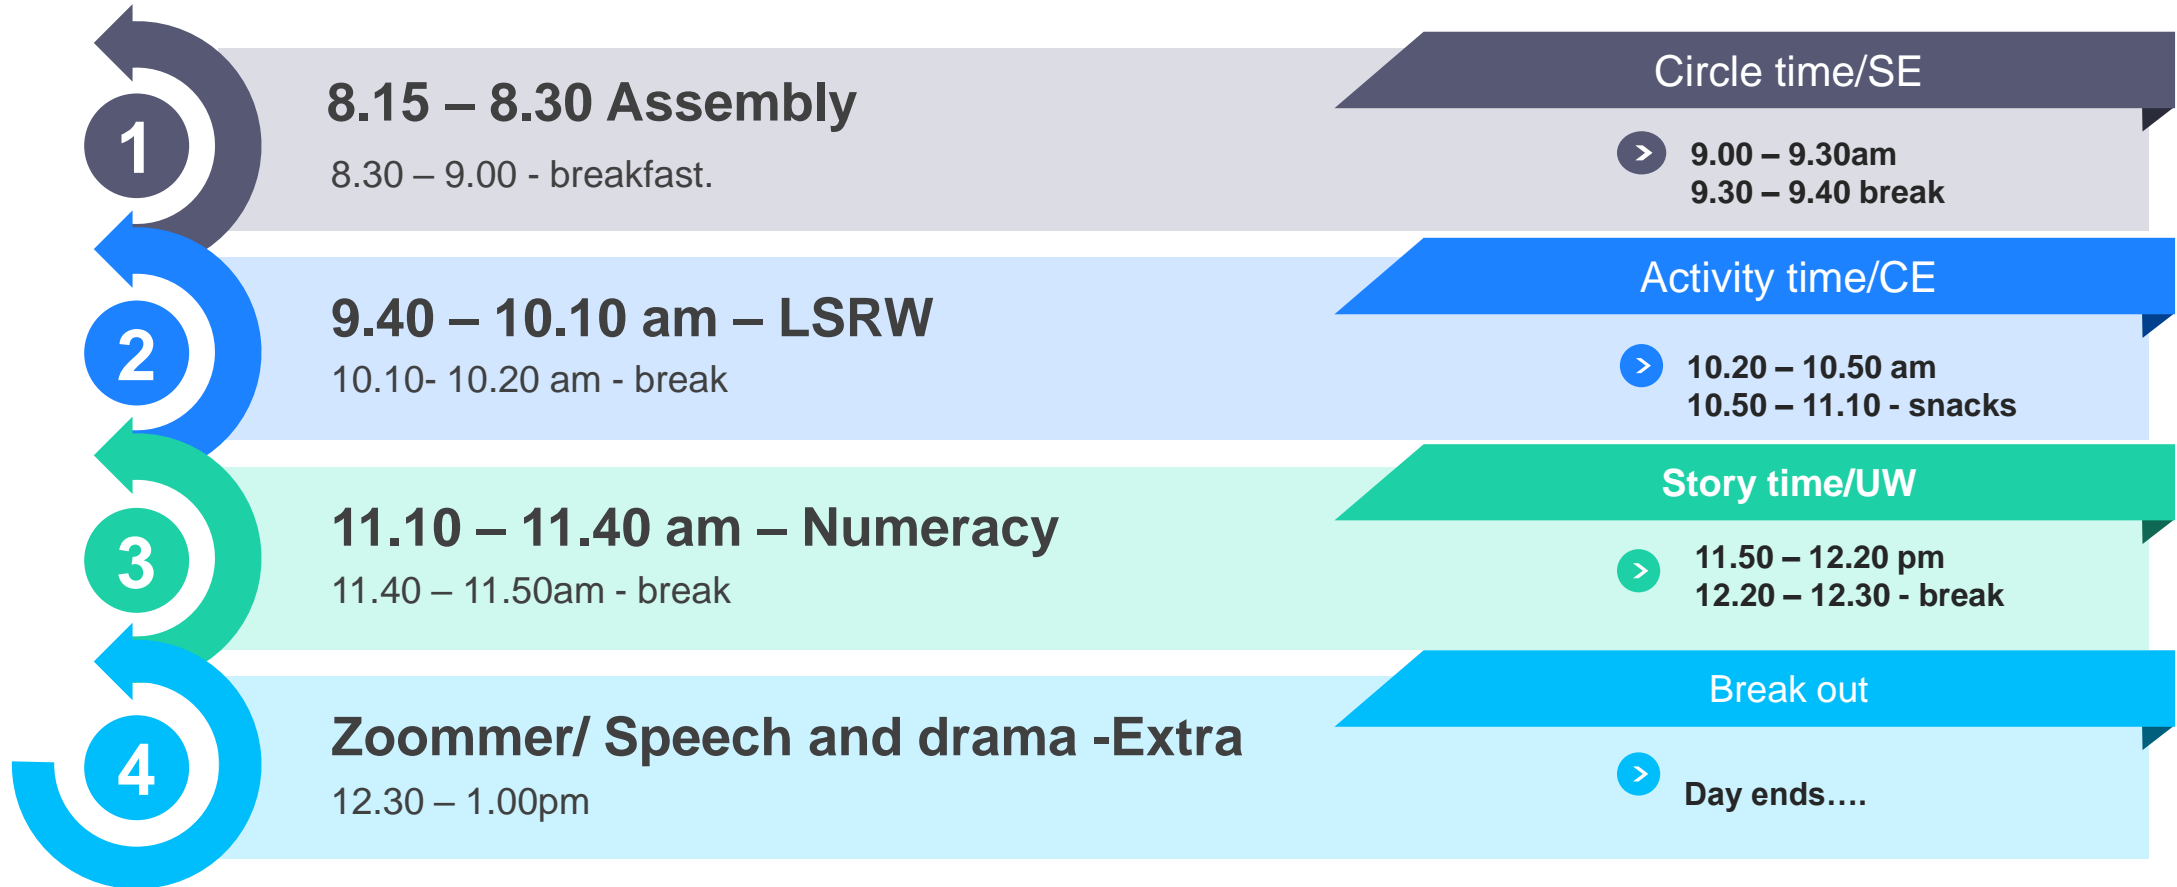 1
8.15 – 8.30 Assembly
8.30 – 9.00 - breakfast.
Circle time/SE
9.00 – 9.30am
9.30 – 9.40 break
2
9.40 – 10.10 am – LSRW
10.10- 10.20 am - break
Activity time/CE
10.20 – 10.50 am
10.50 – 11.10 - snacks
3
11.10 – 11.40 am – Numeracy
11.40 – 11.50am - break
Story time/UW
11.50 – 12.20 pm
12.20 – 12.30 - break
4
Zoommer/ Speech and drama -Extra
12.30 – 1.00pm
Break out
Day ends….